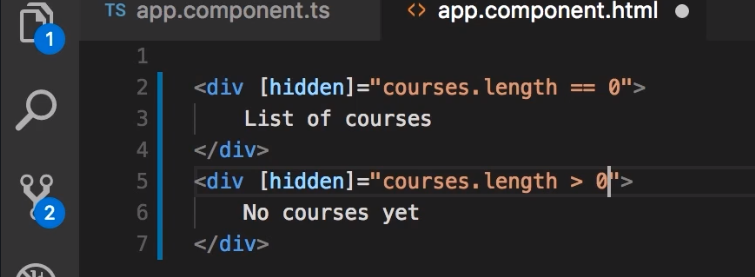 TS app.component.ts
<> app.component.html
1
1
2 <div [hidden]="courses.length == 0">
3 List of courses
4 </div>
5 <div [hidden]="courses.length > 0">
2
6 No courses yet
7 </div>